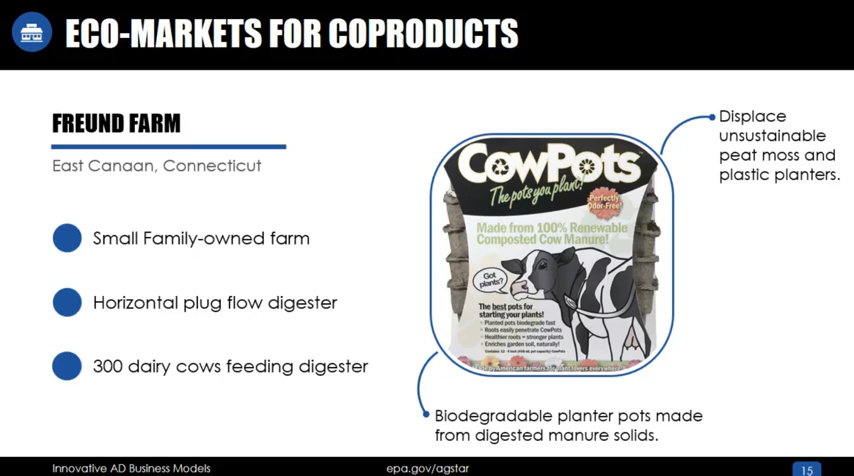 ECO-MARKETS FOR COPRODUCTS
FREUND FARM
East Canaan, Connecticut
Small Family-owned farm
Horizontal plug flow digester
300 dairy cows feeding digester
Displace
unsustainable
peat moss and
plastic planters.
CowPots™
The pots you plant!
Perfectly
Odor-Free!
Made from 100% Renewable
Composted Cow Manure!
Got
plants?
The best pots for
starting your plants!
• Planted pots biodegrade fast
• Roots easily penetrate CowPots
• Healthier roots = stronger plants
• Enriches garden soil, naturally!
American farmers
everywhere
Biodegradable planter pots made
from digested manure solids.
Innovative AD Business Models
epa.gov/agstar
15